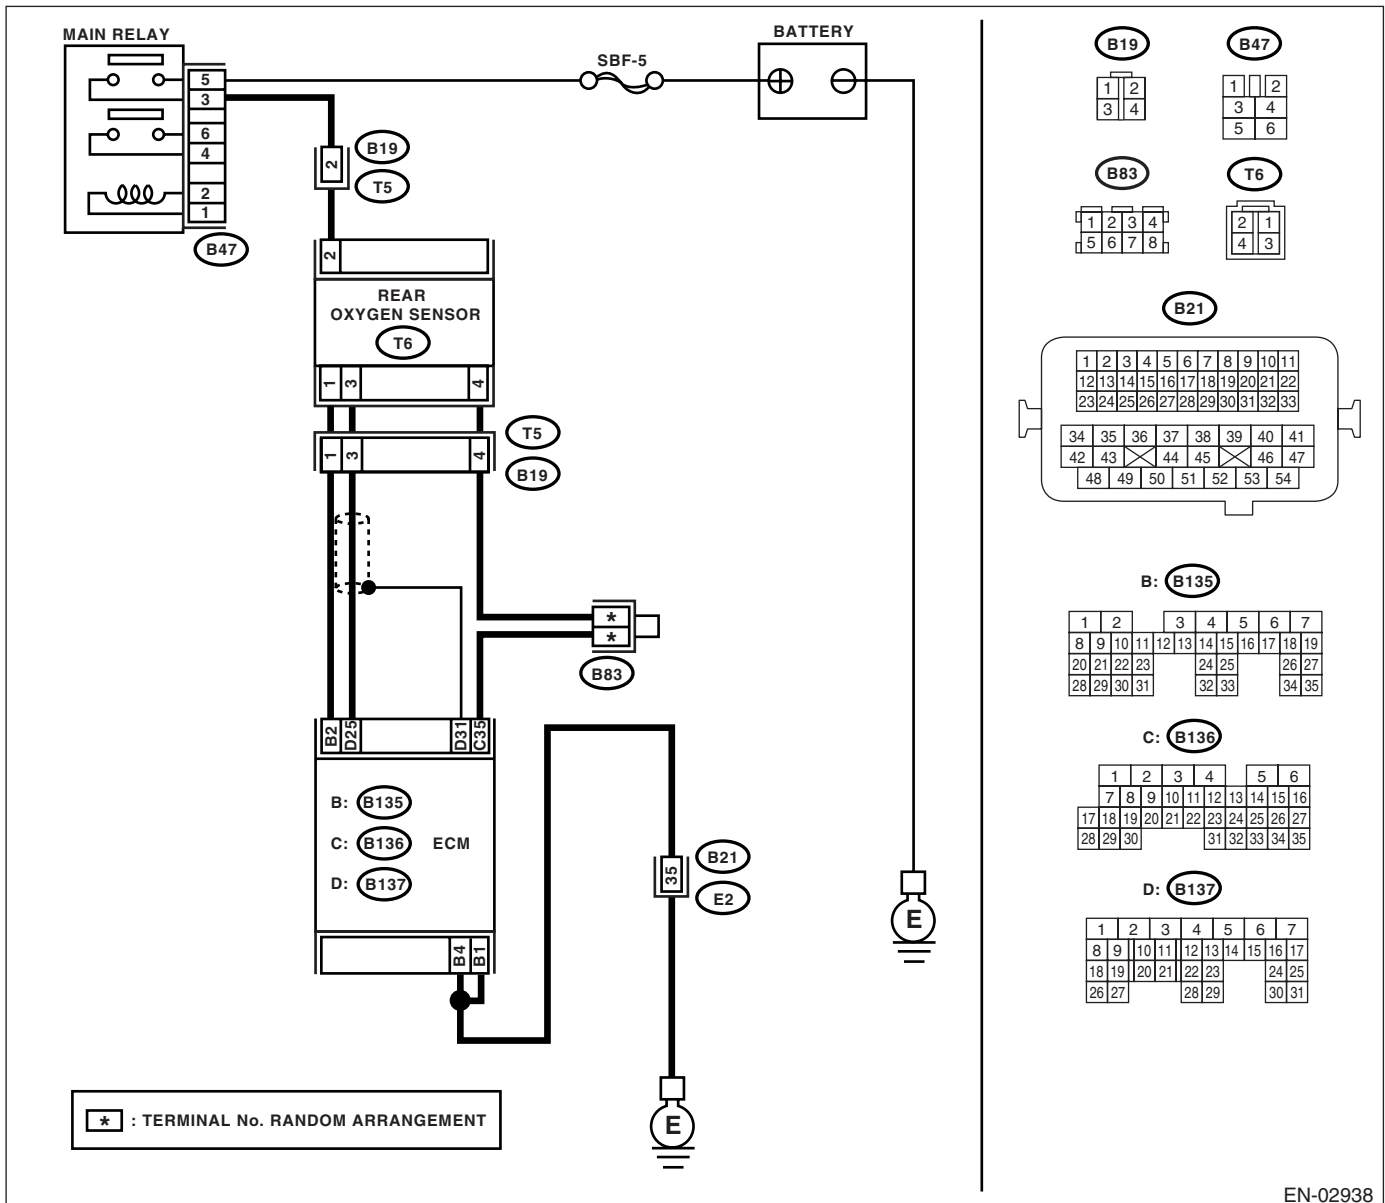 MAIN RELAY
5
3
6
4
2
1
B47
SBF-5
BATTERY
2
B19
T5
2
REAR
OXYGEN SENSOR
T6
1 3 4
T5
1 3 4
B19
*
*
B83
B2 D25 D31 C35
B: B135
C: B136 ECM
D: B137
B4 B1
35
B21
E2
E
E
* : TERMINAL No. RANDOM ARRANGEMENT
B19
1 2
3 4
B47
1 2
3 4
5 6
B83
1 2 3 4
5 6 7 8
T6
2 1
4 3
B21
1 2 3 4 5 6 7 8 9 10 11
12 13 14 15 16 17 18 19 20 21 22
23 24 25 26 27 28 29 30 31 32 33
34 35 36 37 38 39 40 41
42 43 44 45 46 47
48 49 50 51 52 53 54
B: B135
1 2 3 4 5 6 7
8 9 10 11 12 13 14 15 16 17 18 19
20 21 22 23 24 25 26 27
28 29 30 31 32 33 34 35
C: B136
1 2 3 4 5 6
7 8 9 10 11 12 13 14 15 16
17 18 19 20 21 22 23 24 25 26 27
28 29 30 31 32 33 34 35
D: B137
1 2 3 4 5 6 7
8 9 10 11 12 13 14 15 16 17
18 19 20 21 22 23 24 25
26 27 28 29 30 31
EN-02938